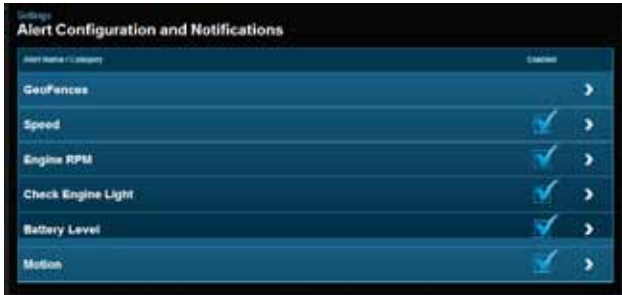 Settings
Alert Configuration and Notifications
Alert Name / Category Enabled
GeoFences
Speed
Engine RPM
Check Engine Light
Battery Level
Motion